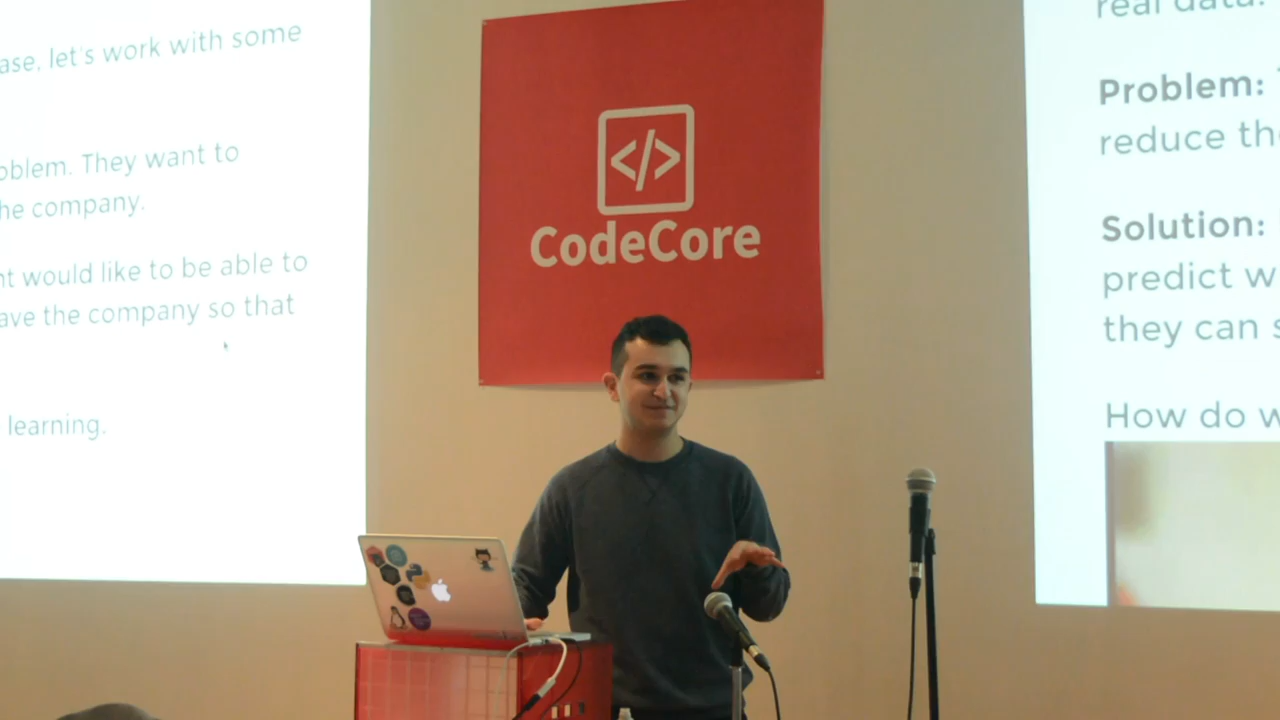 ase, let's work with some
oblem. They want to
he company.
nt would like to be able to
ave the company so that
learning.
</>
CodeCore
real data.
Problem:
reduce the
Solution:
predict w
they can s
How do w